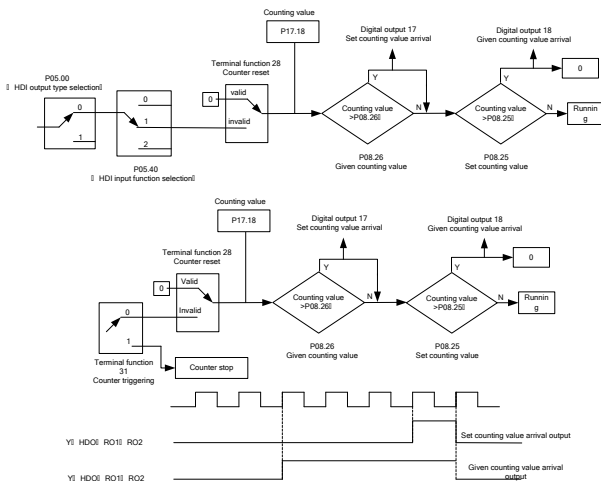 Counting value
P17.18
Digital output 17
Set counting value arrival
Digital output 18
Given counting value arrival
Terminal function 28
Counter reset
P05.00
HDI output type selection
0
1
0
1
2
P05.40
HDI input function selection
0
valid
invalid
Y
N
Counting value
>P08.26
P08.26
Given counting value
Y
N
Counting value
>P08.25
P08.25
Set counting value
0
Runnin
g
Counting value
P17.18
Digital output 17
Set counting value arrival
Digital output 18
Given counting value arrival
Terminal function 28
Counter reset
0
Valid
Invalid
0
1
Terminal function
31
Counter triggering
Counter stop
Y
N
Counting value
>P08.26
P08.26
Given counting value
Y
N
Counting value
>P08.25
P08.25
Set counting value
0
Runnin
g
Y HDO RO1 RO2
Set counting value arrival output
Y HDO RO1 RO2
Given counting value arrival
output